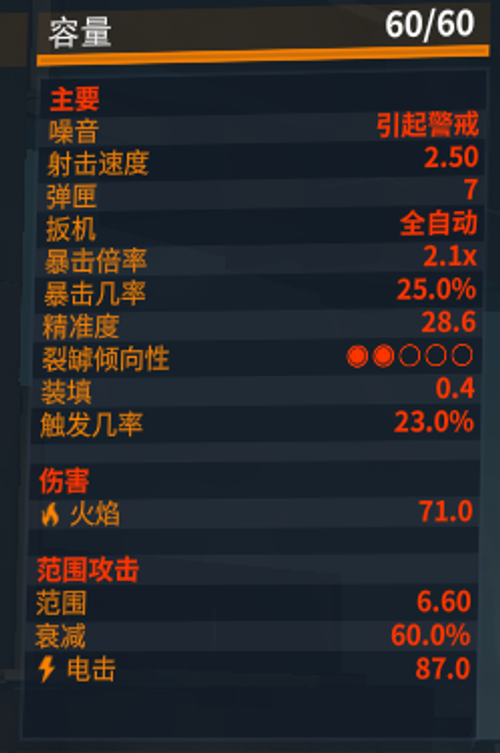 容量 60/60
主要
噪音 引起警戒
射击速度 2.50
弹匣 7
扳机 全自动
暴击倍率 2.1x
暴击几率 25.0%
精准度 28.6
裂罅倾向性
装填 0.4
触发几率 23.0%
伤害
火焰 71.0
范围攻击
范围 6.60
衰减 60.0%
电击 87.0